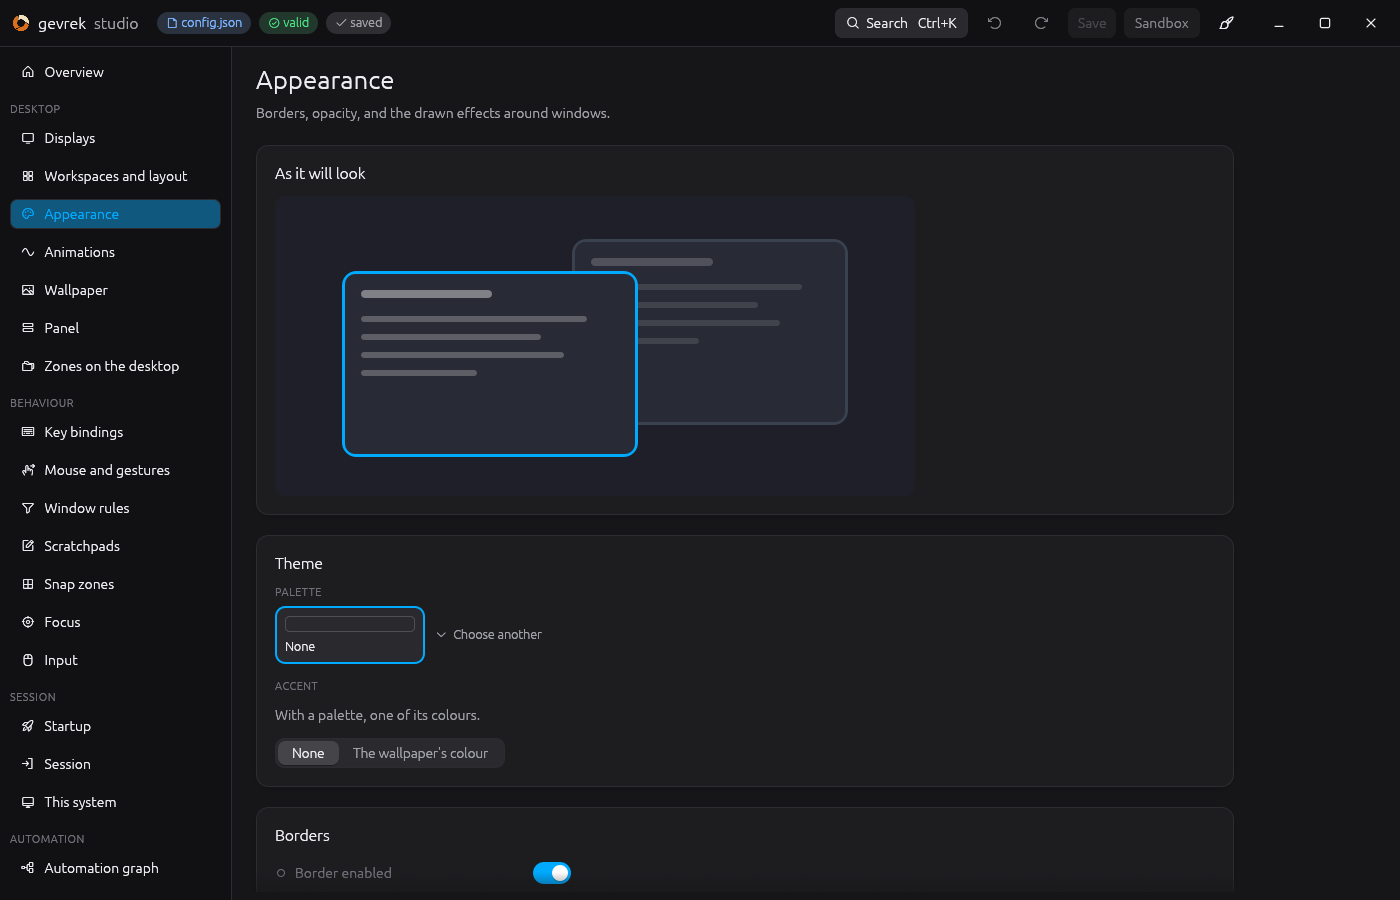 gevrek studio
config.json
valid
saved
Search Ctrl+K
Save
Sandbox
Overview
DESKTOP
Displays
Workspaces and layout
Appearance
Animations
Wallpaper
Panel
Zones on the desktop
BEHAVIOUR
Key bindings
Mouse and gestures
Window rules
Scratchpads
Snap zones
Focus
Input
SESSION
Startup
Session
This system
AUTOMATION
Automation graph
Appearance
Borders, opacity, and the drawn effects around windows.
As it will look
Theme
PALETTE
None
Choose another
ACCENT
With a palette, one of its colours.
None
The wallpaper's colour
Borders
Border enabled